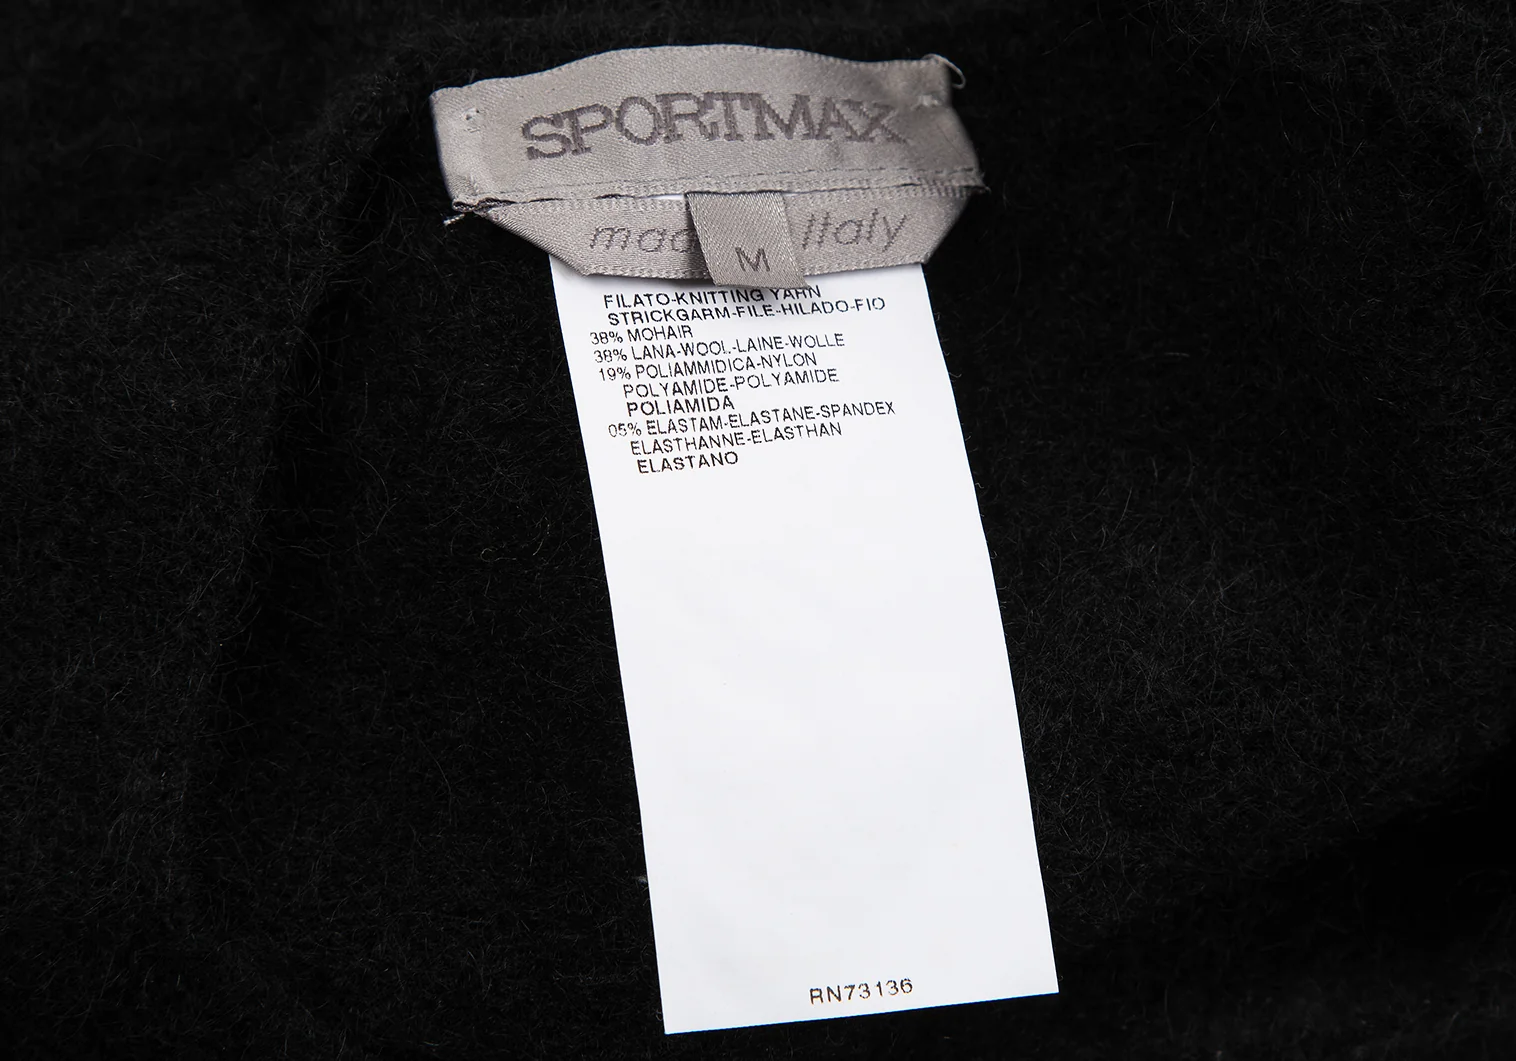 SPORTMAX
mad Italy
M
FILATO-KNITTING YARN
STRICKGARM-FILE-HILADO-FIO
38% MOHAIR
38% LANA-WOOL-LAINE-WOLLE
19% POLIAMMIDICA-NYLON
POLYAMIDE-POLYAMIDE
POLIAMIDA
05% ELASTAM-ELASTANE-SPANDEX
ELASTHANNE-ELASTHAN
ELASTANO
RN73136